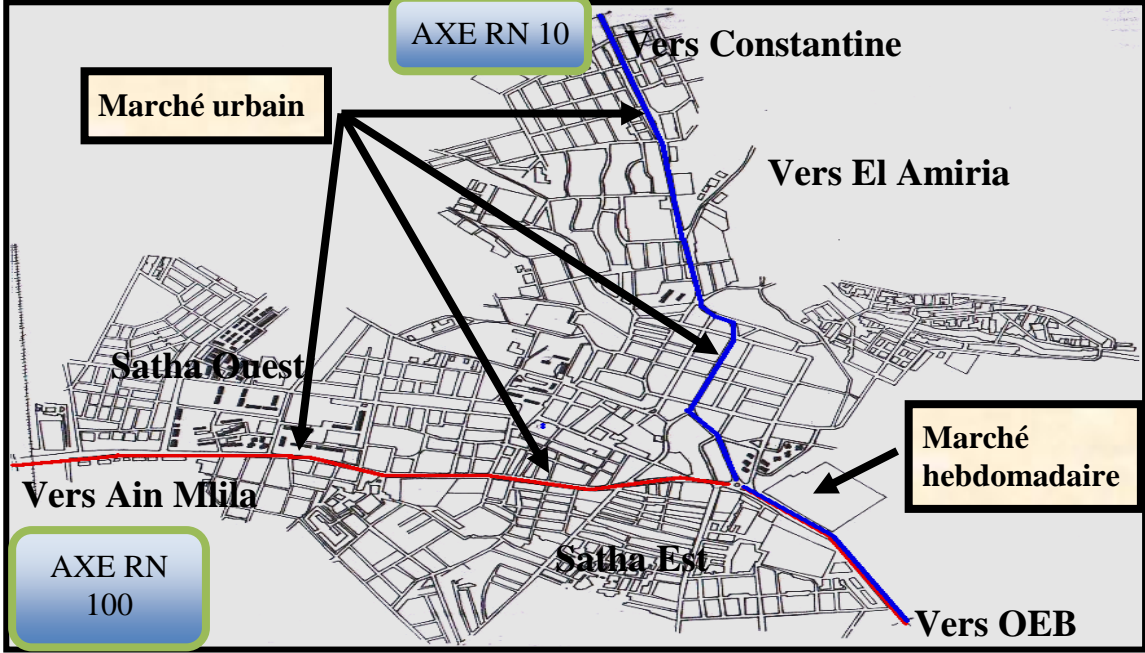 AXE RN 10
Vers Constantine
Marché urbain
Vers El Amiria
Satha Ouest
Marché
hebdomadaire
Vers Ain Mlila
Satha Est
AXE RN
100
Vers OEB